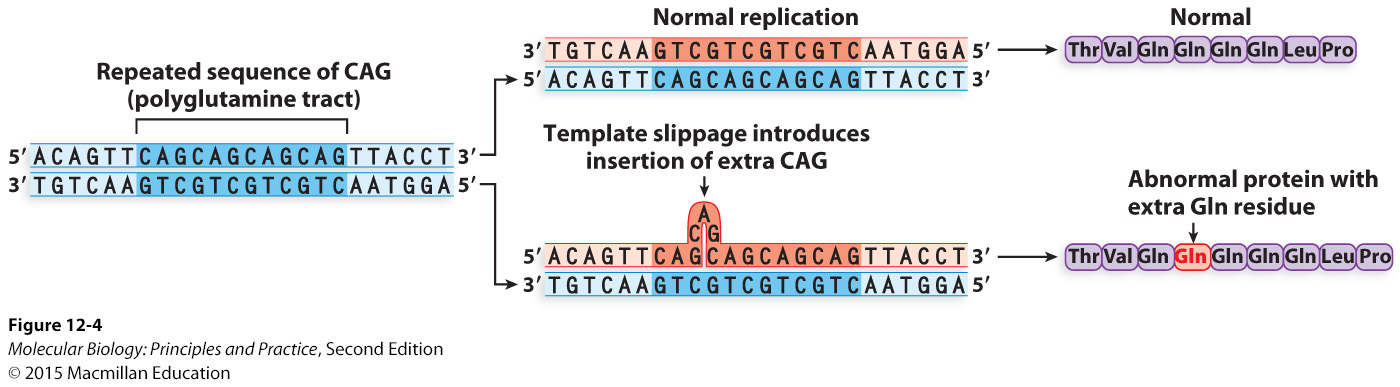 Repeated sequence of CAG
(polyglutamine tract)
5′ ACAGTTCAGCAGCAGCAGTTACCT 3′
3′ TGTCAAGTCGTCGTCGTCAATGGA 5′
Normal replication
3′ TGTCAAGTCGTCGTCGTCAATGGA 5′
5′ ACAGTTCAGCAGCAGCAGTTACCT 3′
Normal
Thr Val Gln Gln Gln Gln Leu Pro
Template slippage introduces
insertion of extra CAG
A
C G
5′ ACAGTTCAGCAGCAGCAGTTACCT 3′
3′ TGTCAAGTCGTCGTCGTCAATGGA 5′
Abnormal protein with
extra Gln residue
Thr Val Gln Gln Gln Gln Gln Leu Pro
Figure 12-4
Molecular Biology: Principles and Practice, Second Edition
© 2015 Macmillan Education